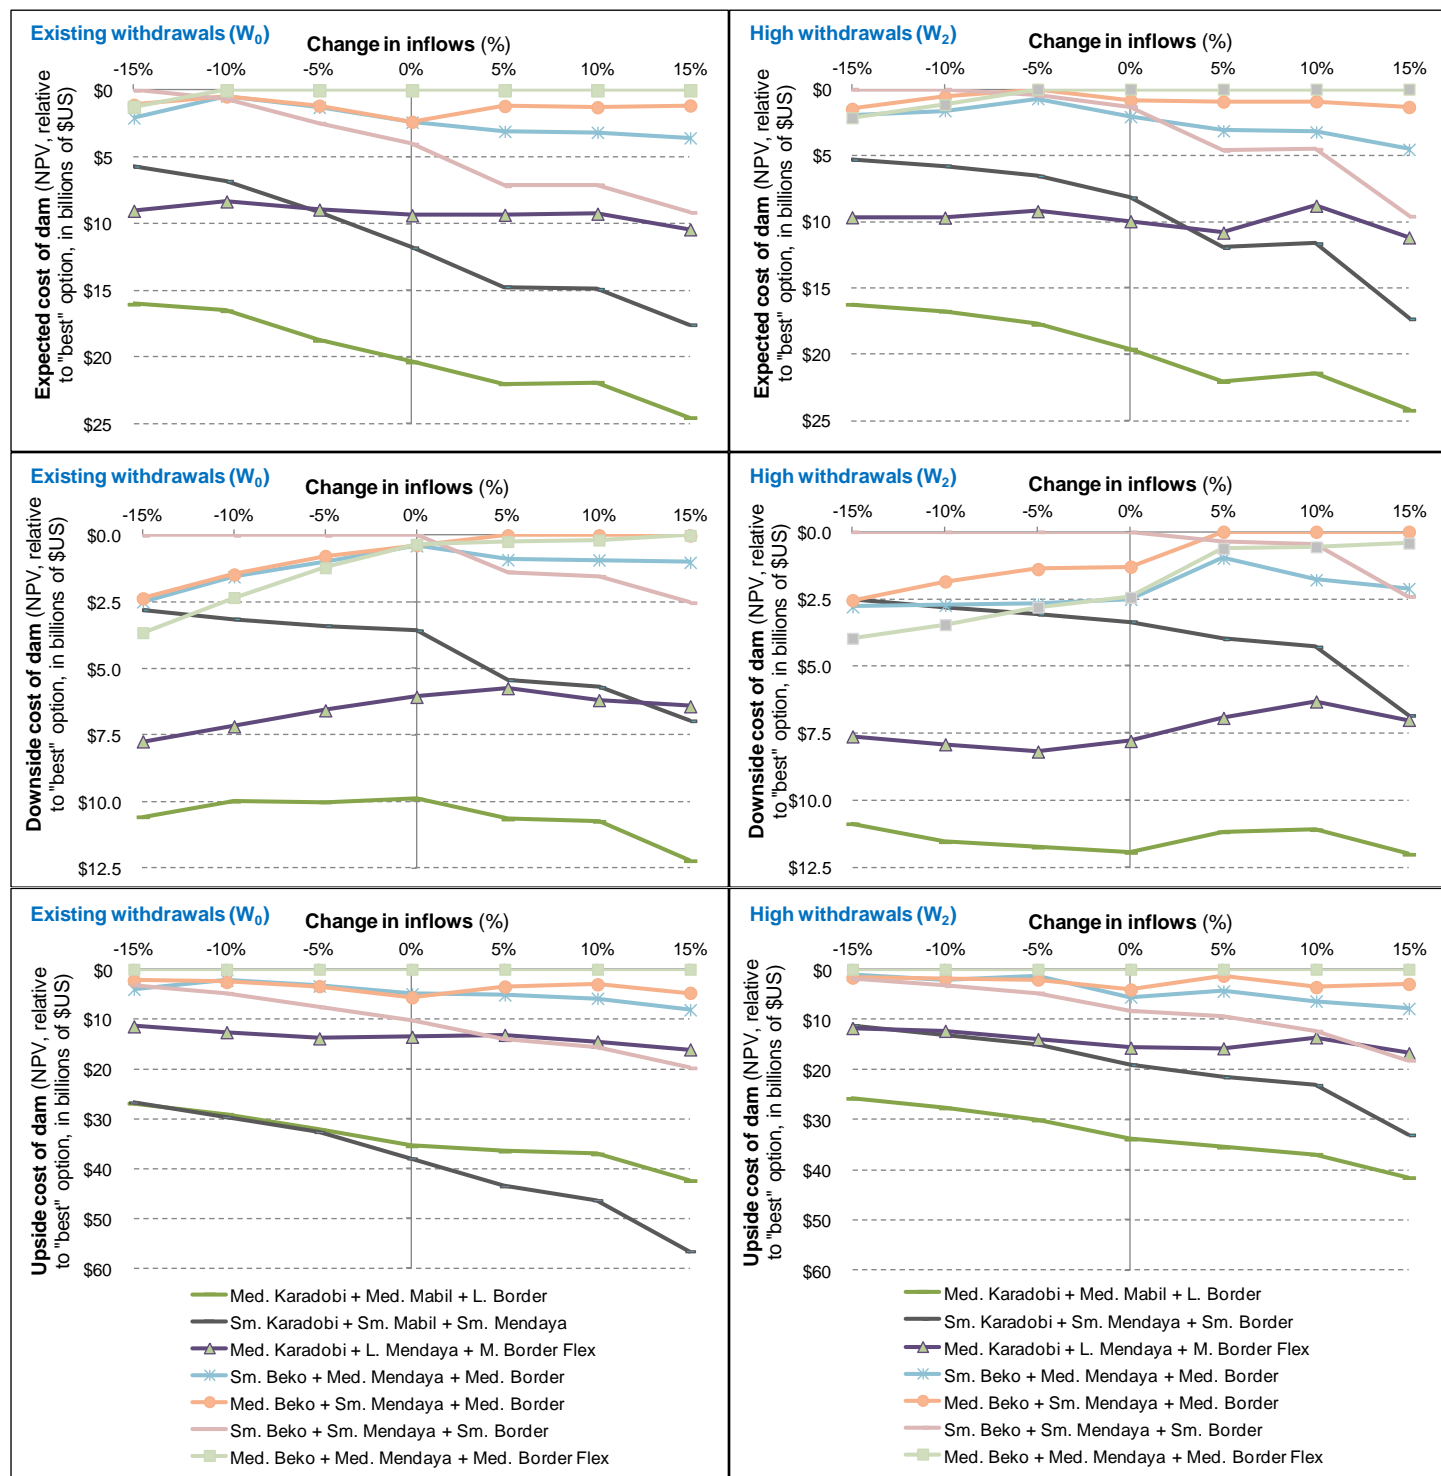 Existing withdrawals (W0)
Change in inflows (%)
-15% -10% -5% 0% 5% 10% 15%
Expected cost of dam (NPV, relative
to "best" option, in billions of $US)
$0
$5
$10
$15
$20
$25
High withdrawals (W2)
Change in inflows (%)
-15% -10% -5% 0% 5% 10% 15%
Expected cost of dam (NPV, relative
to "best" option, in billions of $US)
$0
$5
$10
$15
$20
$25
Existing withdrawals (W0)
Change in inflows (%)
-15% -10% -5% 0% 5% 10% 15%
Downside cost of dam (NPV, relative
to "best" option, in billions of $US)
$0.0
$2.5
$5.0
$7.5
$10.0
$12.5
High withdrawals (W2)
Change in inflows (%)
-15% -10% -5% 0% 5% 10% 15%
Downside cost of dam (NPV, relative
to "best" option, in billions of $US)
$0.0
$2.5
$5.0
$7.5
$10.0
$12.5
Existing withdrawals (W0)
Change in inflows (%)
-15% -10% -5% 0% 5% 10% 15%
Upside cost of dam (NPV, relative
to "best" option, in billions of $US)
$0
$10
$20
$30
$40
$50
$60
Med. Karadobi + Med. Mabil + L. Border
Sm. Karadobi + Sm. Mabil + Sm. Mendaya
Med. Karadobi + L. Mendaya + M. Border Flex
Sm. Beko + Med. Mendaya + Med. Border
Med. Beko + Sm. Mendaya + Med. Border
Sm. Beko + Sm. Mendaya + Sm. Border
Med. Beko + Med. Mendaya + Med. Border Flex
High withdrawals (W2)
Change in inflows (%)
-15% -10% -5% 0% 5% 10% 15%
Upside cost of dam (NPV, relative
to "best" option, in billions of $US)
$0
$10
$20
$30
$40
$50
$60
Med. Karadobi + Med. Mabil + L. Border
Sm. Karadobi + Sm. Mendaya + Sm. Border
Med. Karadobi + L. Mendaya + M. Border Flex
Sm. Beko + Med. Mendaya + Med. Border
Med. Beko + Sm. Mendaya + Med. Border
Sm. Beko + Sm. Mendaya + Sm. Border
Med. Beko + Med. Mendaya + Med. Border Flex